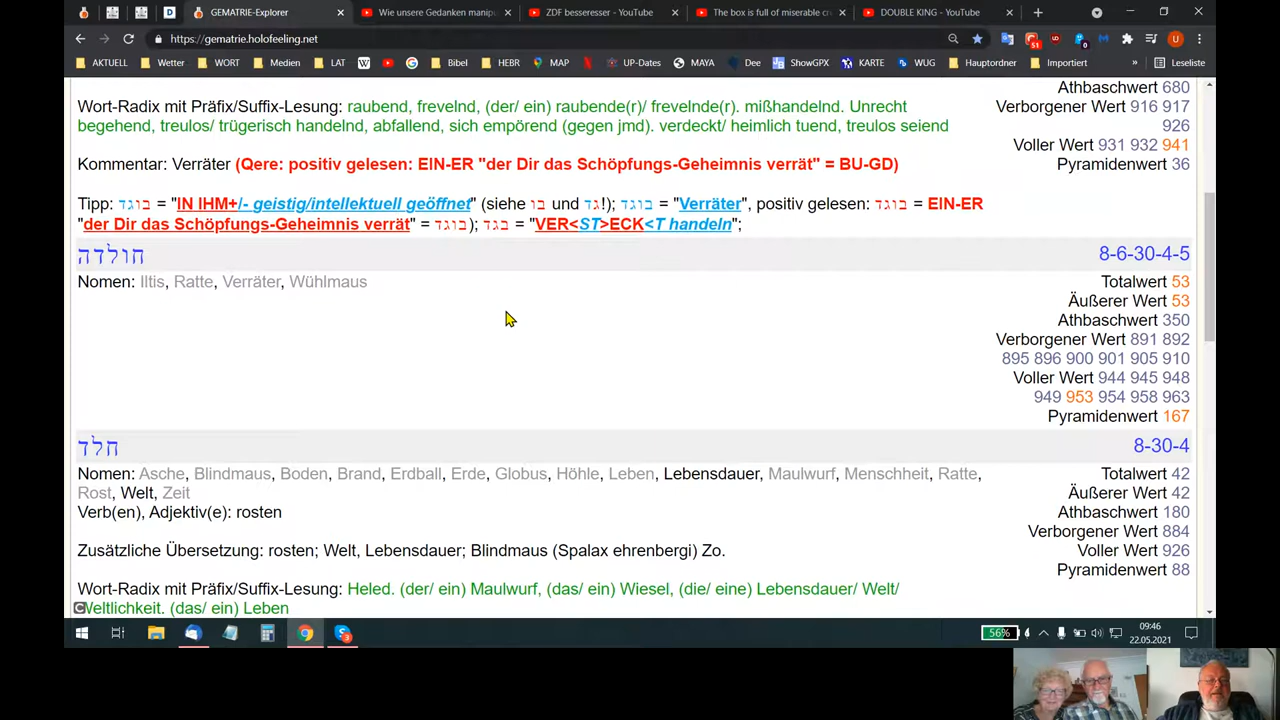 GEMATRIE-Explorer
Wie unsere Gedanken manip
ZDF besseresser - YouTube
The box is full of miserable cr
DOUBLE KING - YouTube
https://gematrie.holofeeling.net
AKTUELL Wetter WORT Medien LAT Bibel HEBR MAP UP-Dates MAYA Dee ShowGPX KARTE WUG Hauptordner Importiert » Leseliste
Athbaschwert 680
Wort-Radix mit Präfix/Suffix-Lesung: raubend, frevelnd, (der/ ein) raubende(r)/ frevelnde(r). mißhandelnd. Unrecht
Verborgener Wert 916 917
begehend, treulos/ trügerisch handelnd, abfallend, sich empörend (gegen jmd). verdeckt/ heimlich tuend, treulos seiend
926
Voller Wert 931 932 941
Kommentar: Verräter (Qere: positiv gelesen: EIN-ER "der Dir das Schöpfungs-Geheimnis verrät" = BU-GD)
Pyramidenwert 36
Tipp: בוגד = "IN IHM+/- geistig/intellektuell geöffnet" (siehe בו und גד!); בוגד = "Verräter", positiv gelesen: בוגד = EIN-ER
"der Dir das Schöpfungs-Geheimnis verrät" = בוגד); בגד = "VER<ST>ECK<T handeln";
חולדה 8-6-30-4-5
Nomen: Iltis, Ratte, Verräter, Wühlmaus
Totalwert 53
Äußerer Wert 53
Athbaschwert 350
Verborgener Wert 891 892
895 896 900 901 905 910
Voller Wert 944 945 948
949 953 954 958 963
Pyramidenwert 167
חלד 8-30-4
Nomen: Asche, Blindmaus, Boden, Brand, Erdball, Erde, Globus, Höhle, Leben, Lebensdauer, Maulwurf, Menschheit, Ratte,
Rost, Welt, Zeit
Verb(en), Adjektiv(e): rosten
Totalwert 42
Äußerer Wert 42
Athbaschwert 180
Verborgener Wert 884
Voller Wert 926
Pyramidenwert 88
Zusätzliche Übersetzung: rosten; Welt, Lebensdauer; Blindmaus (Spalax ehrenbergi) Zo.
Wort-Radix mit Präfix/Suffix-Lesung: Heled. (der/ ein) Maulwurf, (das/ ein) Wiesel, (die/ eine) Lebensdauer/ Welt/
Weltlichkeit. (das/ ein) Leben
56%
09:46
22.05.2021